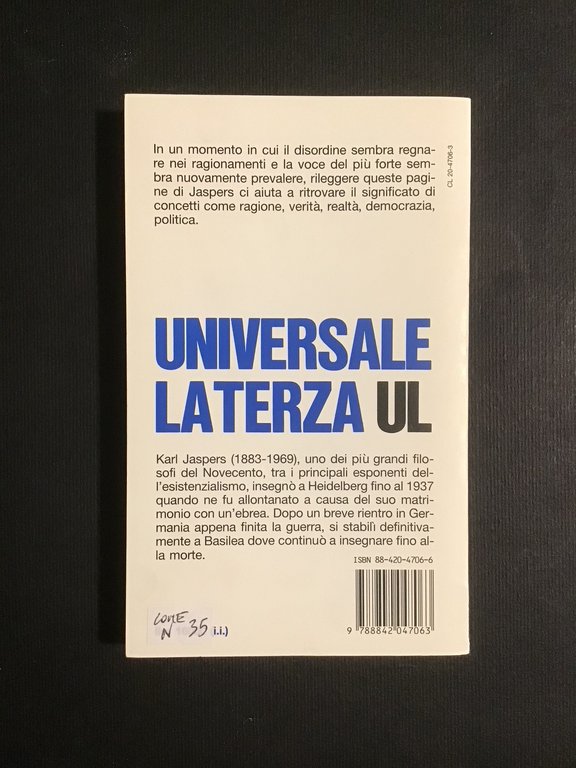 In un momento in cui il disordine sembra regna-
re nei ragionamenti e la voce del più forte sem-
bra nuovamente prevalere, rileggere queste pagi-
ne di Jaspers ci aiuta a ritrovare il significato di
concetti come ragione, verità, realtà, democrazia,
politica.
CL 20-4706-3
UNIVERSALE
LATERZA UL
Karl Jaspers (1883-1969), uno dei più grandi filo-
sofi del Novecento, tra i principali esponenti del-
l'esistenzialismo, insegnò a Heidelberg fino al 1937
quando ne fu allontanato a causa del suo matri-
monio con un'ebrea. Dopo un breve rientro in Ger-
mania appena finita la guerra, si stabilì definitiva-
mente a Basilea dove continuò a insegnare fino al-
la morte.
ISBN 88-420-4706-6
9 788842 047063
COME
N 35 i.i.)